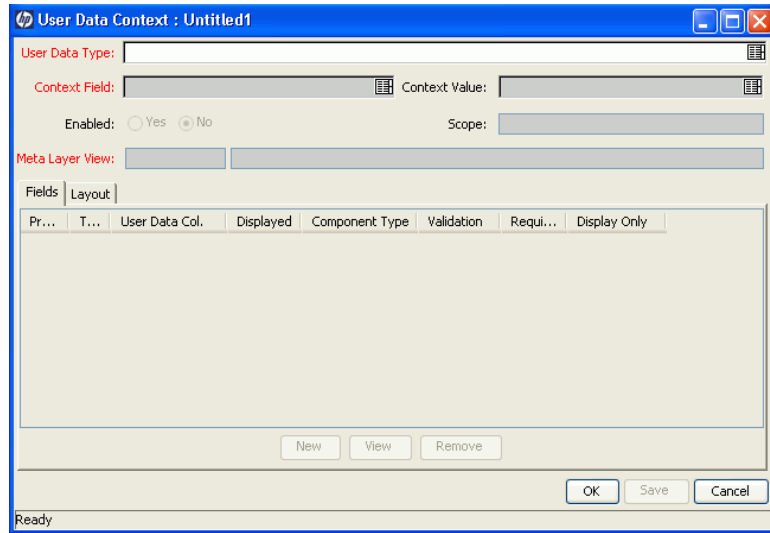 hp User Data Context : Untitled1
User Data Type:
Context Field: Context Value:
Enabled: Yes No Scope:
Meta Layer View:
Fields Layout
Pr... T... User Data Col. Displayed Component Type Validation Requi... Display Only
New View Remove
OK Save Cancel
Ready